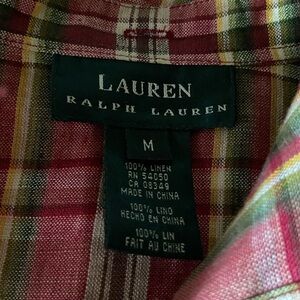 LAUREN
RALPH LAUREN
M
100% LINEN
RN 54050
CA 08349
MADE IN CHINA
100% LINO
HECHO EN CHINA
100% LIN
FAIT AU CHINE